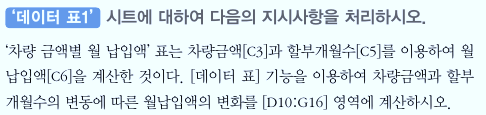 '데이터 표1' 시트에 대하여 다음의 지시사항을 처리하시오.
'차량 금액별 월 납입액' 표는 차량금액[C3]과 할부개월수[C5]를 이용하여 월
납입액[C6]을 계산한 것이다. [데이터 표] 기능을 이용하여 차량금액과 할부
개월수의 변동에 따른 월납입액의 변화를 [D10:G16] 영역에 계산하시오.